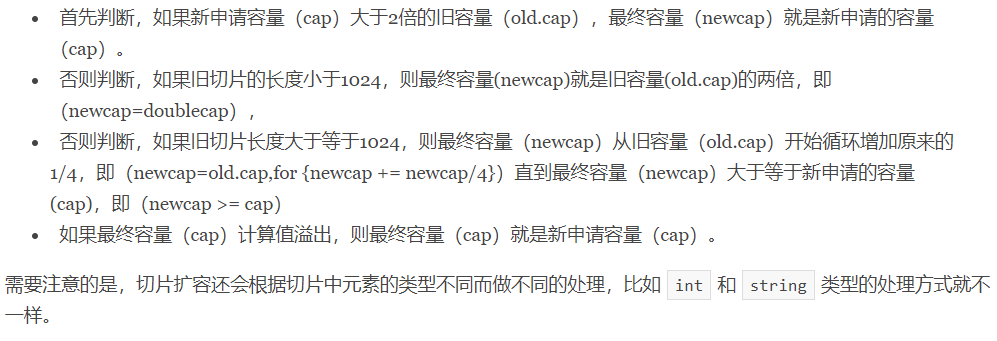 • 首先判断，如果新申请容量（cap）大于2倍的旧容量（old.cap），最终容量（newcap）就是新申请的容量
（cap）。
• 否则判断，如果旧切片的长度小于1024，则最终容量(newcap)就是旧容量(old.cap)的两倍，即
（newcap=doublecap），
• 否则判断，如果旧切片长度大于等于1024，则最终容量（newcap）从旧容量（old.cap）开始循环增加原来的
1/4，即（newcap=old.cap,for {newcap += newcap/4}）直到最终容量（newcap）大于等于新申请的容量
(cap)，即（newcap >= cap）
• 如果最终容量（cap）计算值溢出，则最终容量（cap）就是新申请容量（cap）。
需要注意的是，切片扩容还会根据切片中元素的类型不同而做不同的处理，比如 int 和 string 类型的处理方式就不
一样。